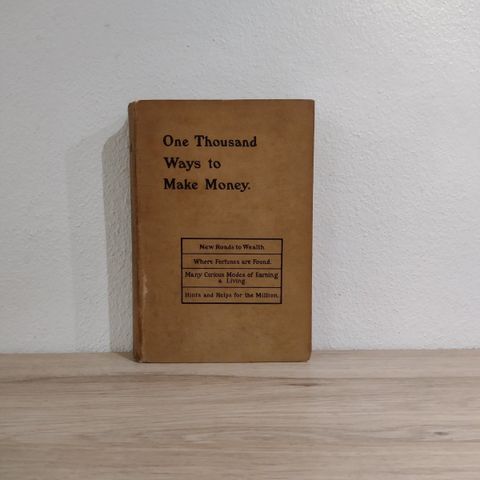 One Thousand
Ways to
Make Money.
New Roads to Wealth
Where Fortunes are Found.
Many Curious Modes of Earning
a Living
Hints and Helps for the Million.